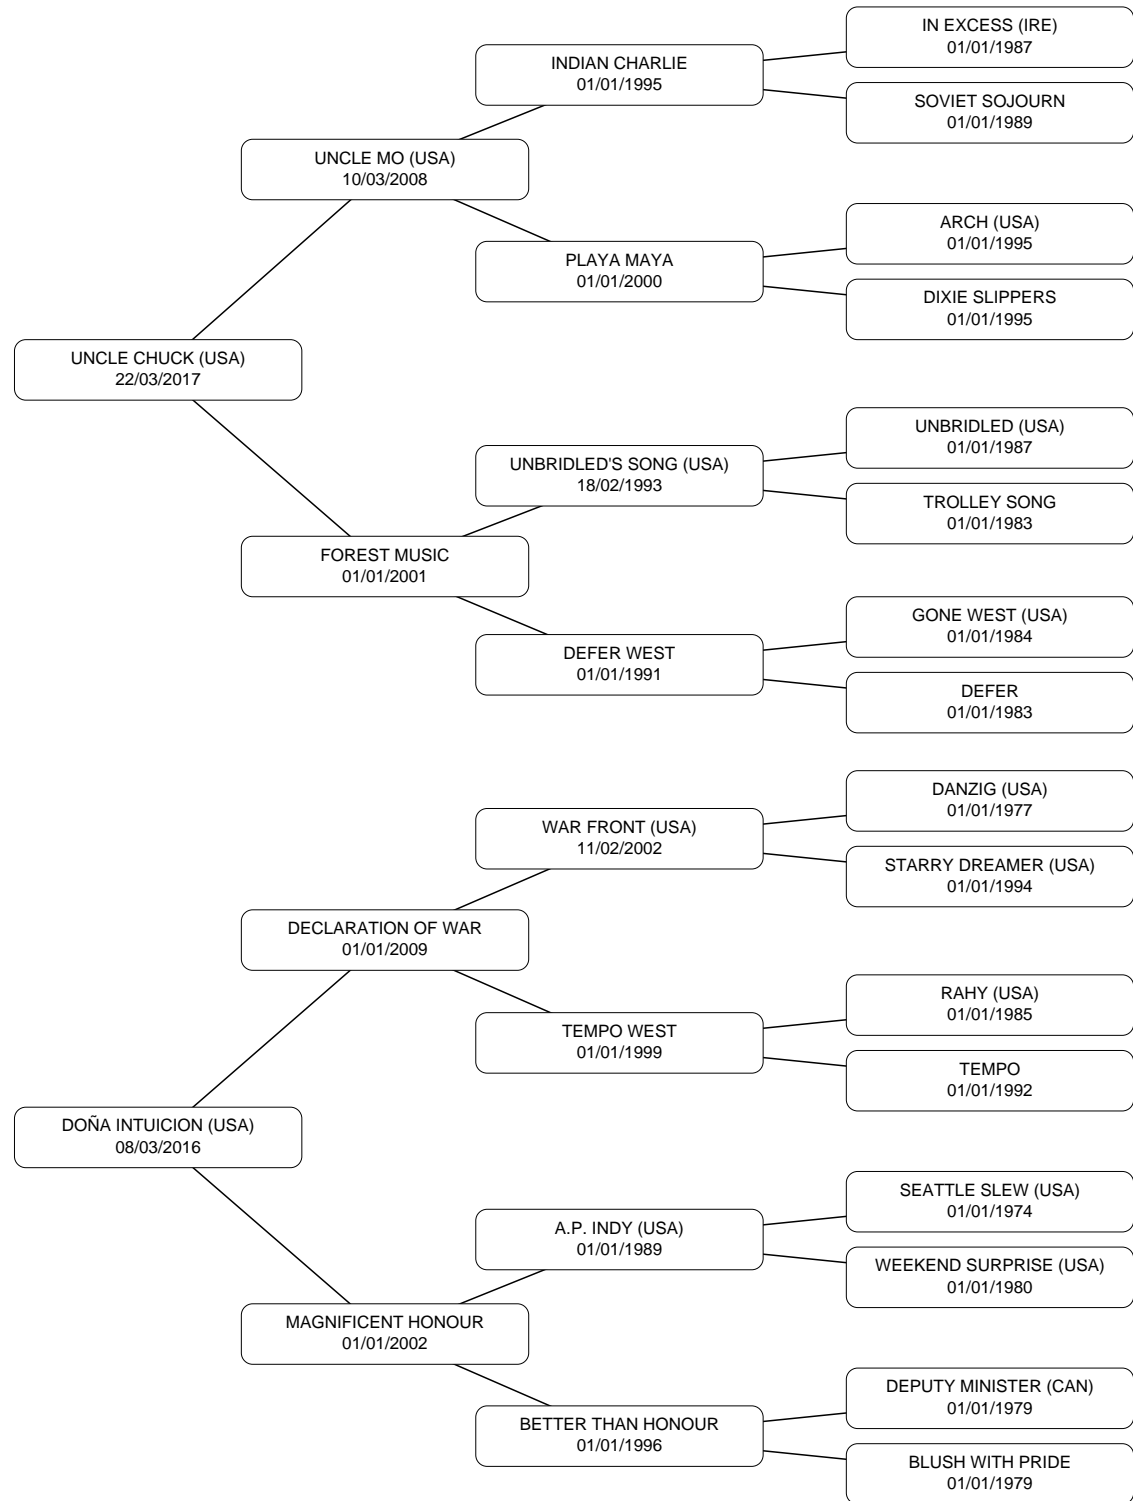 IN EXCESS (IRE)
01/01/1987
INDIAN CHARLIE
01/01/1995
SOVIET SOJOURN
01/01/1989
UNCLE MO (USA)
10/03/2008
ARCH (USA)
01/01/1995
PLAYA MAYA
01/01/2000
DIXIE SLIPPERS
01/01/1995
UNCLE CHUCK (USA)
22/03/2017
UNBRIDLED (USA)
01/01/1987
UNBRIDLED'S SONG (USA)
18/02/1993
TROLLEY SONG
01/01/1983
FOREST MUSIC
01/01/2001
GONE WEST (USA)
01/01/1984
DEFER WEST
01/01/1991
DEFER
01/01/1983
DANZIG (USA)
01/01/1977
WAR FRONT (USA)
11/02/2002
STARRY DREAMER (USA)
01/01/1994
DECLARATION OF WAR
01/01/2009
RAHY (USA)
01/01/1985
TEMPO WEST
01/01/1999
TEMPO
01/01/1992
DOÑA INTUICION (USA)
08/03/2016
SEATTLE SLEW (USA)
01/01/1974
A.P. INDY (USA)
01/01/1989
WEEKEND SURPRISE (USA)
01/01/1980
MAGNIFICENT HONOUR
01/01/2002
DEPUTY MINISTER (CAN)
01/01/1979
BETTER THAN HONOUR
01/01/1996
BLUSH WITH PRIDE
01/01/1979